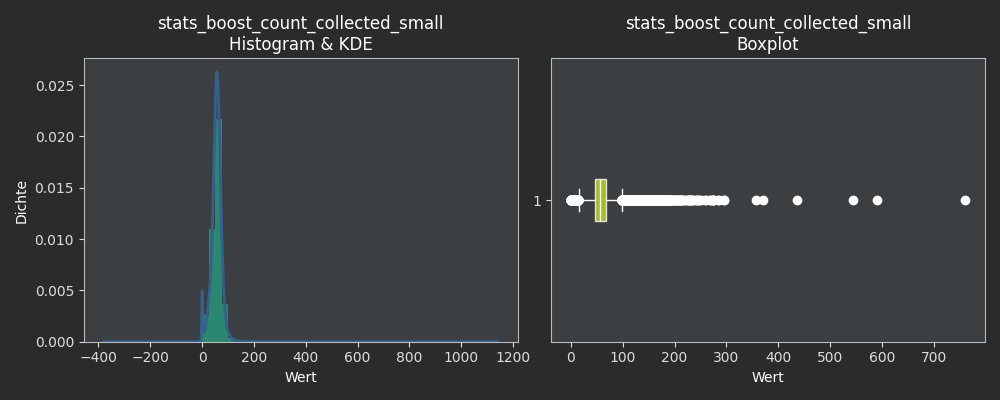 stats_boost_count_collected_small
Histogram & KDE
Dichte
0.025
0.020
0.015
0.010
0.005
0.000
−400 −200 0 200 400 600 800 1000 1200
Wert
stats_boost_count_collected_small
Boxplot
1
0 100 200 300 400 500 600 700
Wert